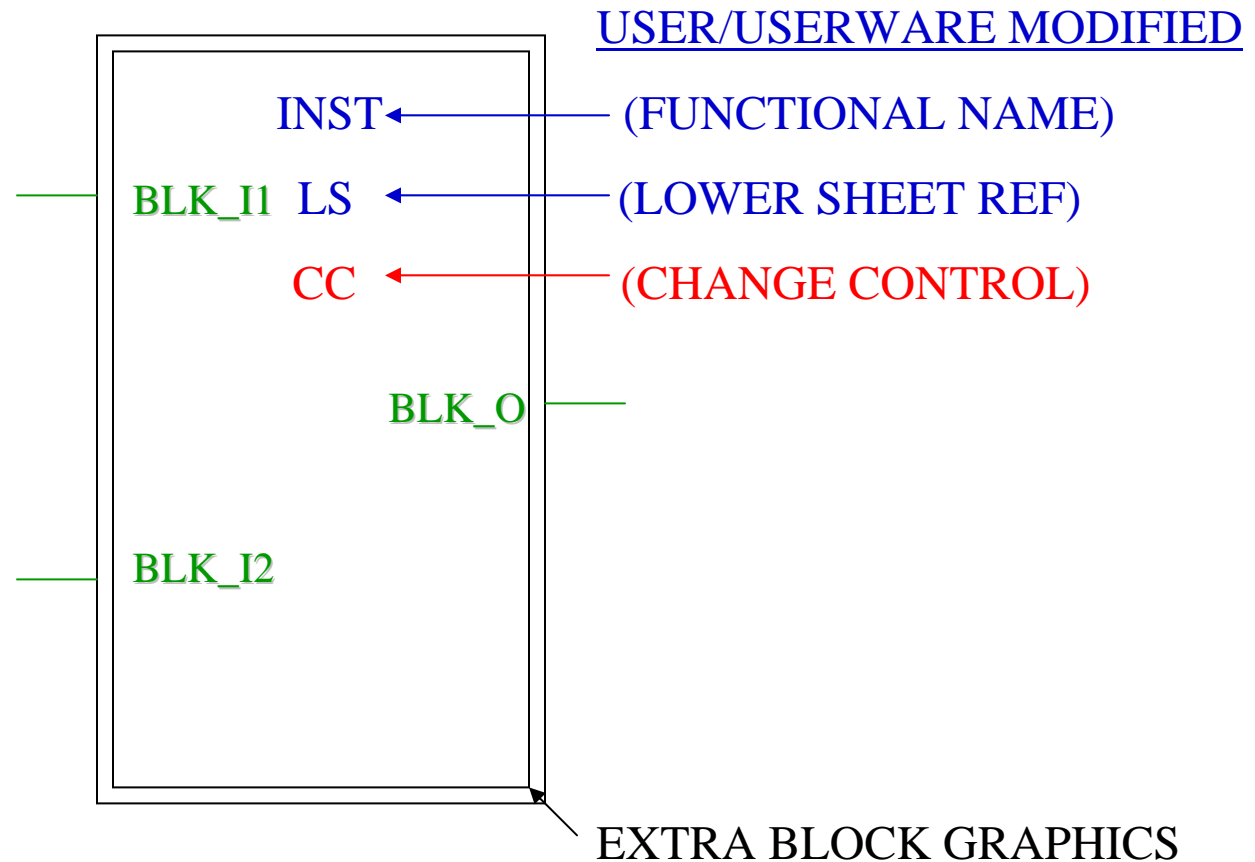 USER/USERWARE MODIFIED
INST (FUNCTIONAL NAME)
BLK_I1 LS (LOWER SHEET REF)
CC (CHANGE CONTROL)
BLK_O
BLK_I2
EXTRA BLOCK GRAPHICS